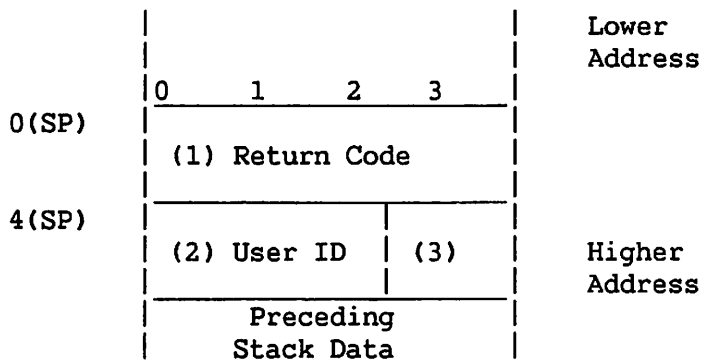 Lower
Address
0 1 2 3
0(SP)
(1) Return Code
4(SP)
(2) User ID (3)
Higher
Address
Preceding
Stack Data